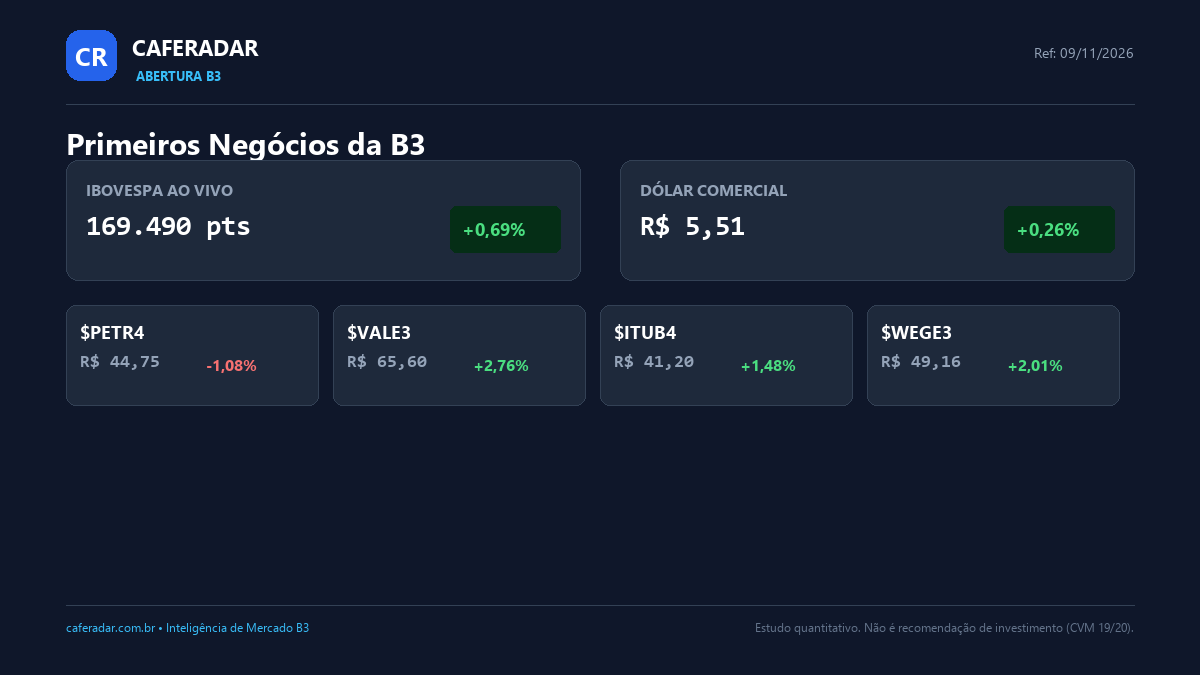 CR
CAFERADAR
ABERTURA B3
Ref: 09/11/2026
Primeiros Negócios da B3
IBOVESPA AO VIVO
169.490 pts
+0,69%
DÓLAR COMERCIAL
R$ 5,51
+0,26%
$PETR4
R$ 44,75
-1,08%
$VALE3
R$ 65,60
+2,76%
$ITUB4
R$ 41,20
+1,48%
$WEGE3
R$ 49,16
+2,01%
caferadar.com.br • Inteligência de Mercado B3
Estudo quantitativo. Não é recomendação de investimento (CVM 19/20).